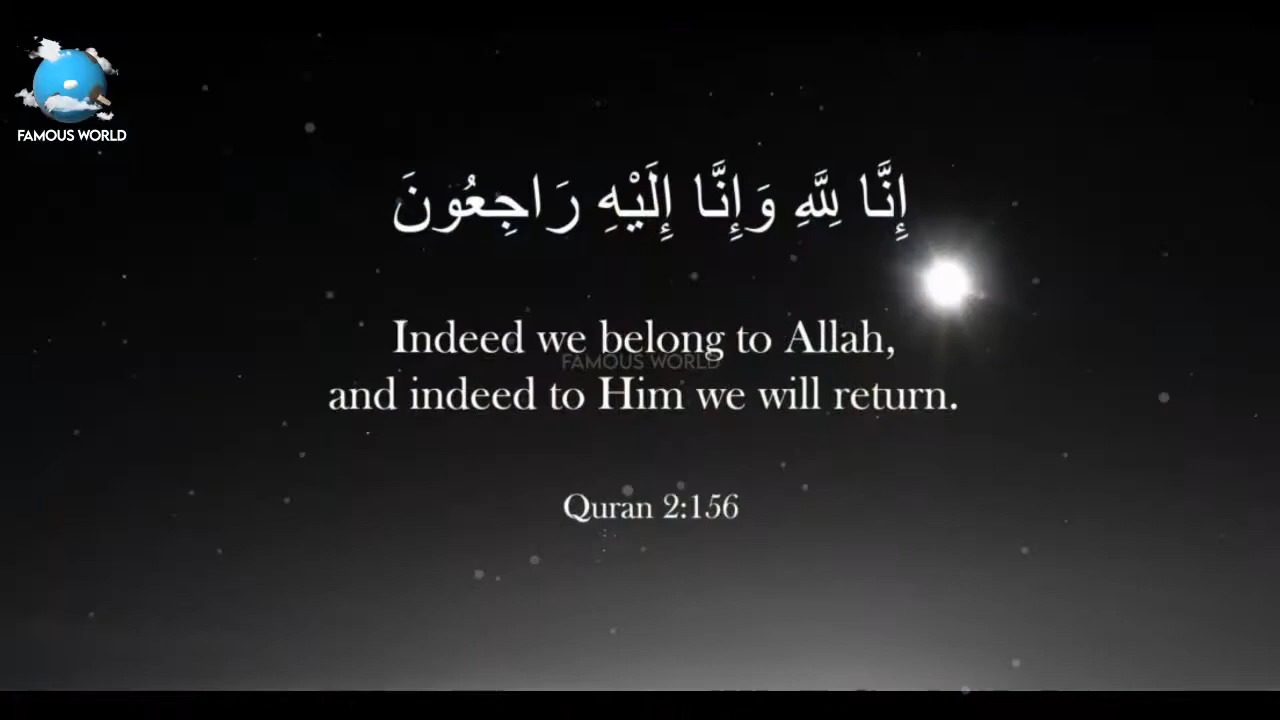 FAMOUS WORLD
إِنَّا لِلَّهِ وَإِنَّا إِلَيْهِ رَاجِعُونَ
Indeed we belong to Allah,
FAMOUS WORLD
and indeed to Him we will return.
Quran 2:156